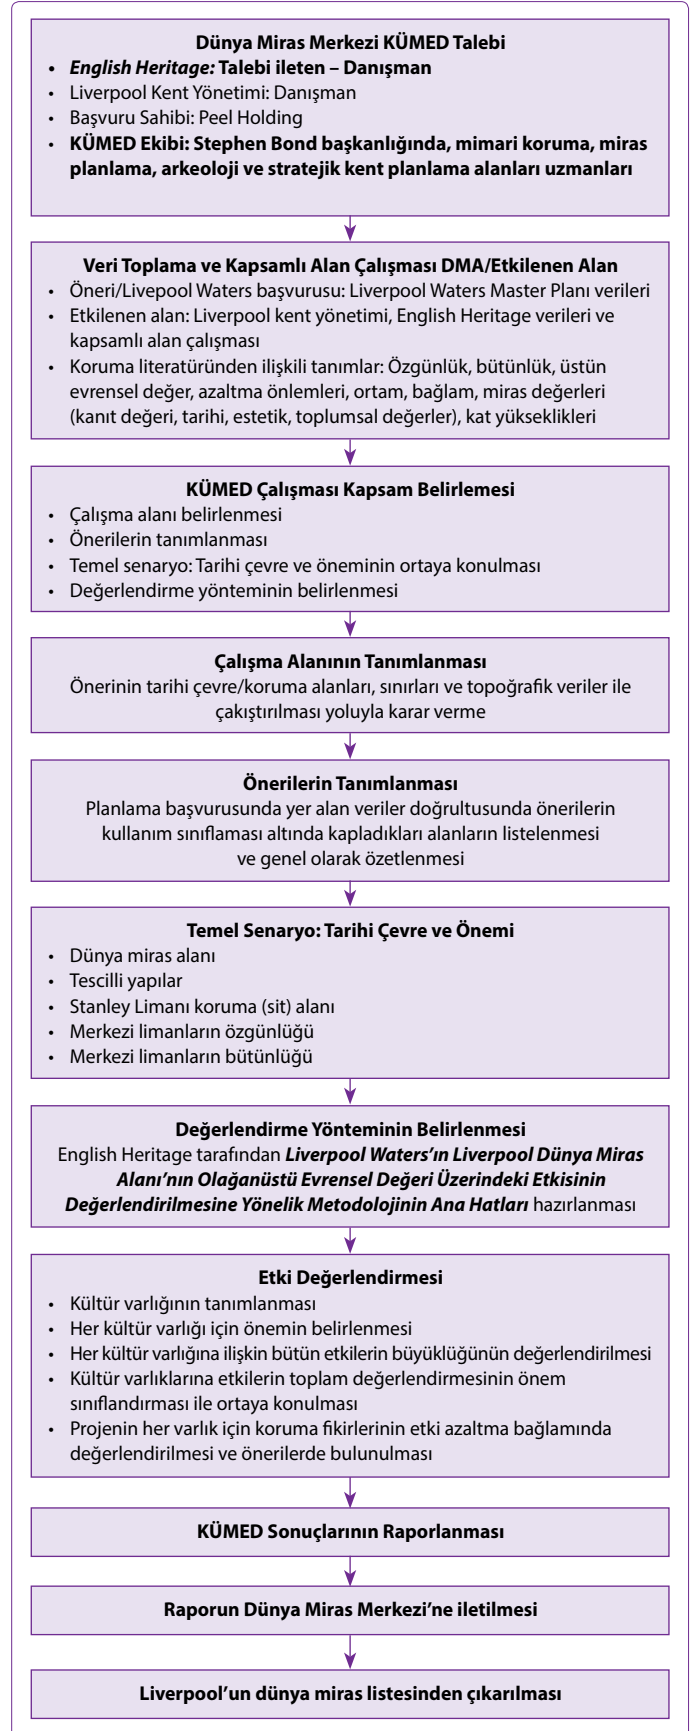 Dünya Miras Merkezi KÜMED Talebi
• English Heritage: Talebi ileten – Danışman
• Liverpool Kent Yönetimi: Danışman
• Başvuru Sahibi: Peel Holding
• KÜMED Ekibi: Stephen Bond başkanlığında, mimari koruma, miras
planlama, arkeoloji ve stratejik kent planlama alanları uzmanları
Veri Toplama ve Kapsamlı Alan Çalışması DMA/Etkilenen Alan
• Öneri/Livepool Waters başvurusu: Liverpool Waters Master Planı verileri
• Etkilenen alan: Liverpool kent yönetimi, English Heritage verileri ve
kapsamlı alan çalışması
• Koruma literatüründen ilişkili tanımlar: Özgünlük, bütünlük, üstün
evrensel değer, azaltma önlemleri, ortam, bağlam, miras değerleri
(kanıt değeri, tarihi, estetik, toplumsal değerler), kat yükseklikleri
KÜMED Çalışması Kapsam Belirlemesi
• Çalışma alanı belirlenmesi
• Önerilerin tanımlanması
• Temel senaryo: Tarihi çevre ve öneminin ortaya konulması
• Değerlendirme yönteminin belirlenmesi
Çalışma Alanının Tanımlanması
Önerinin tarihi çevre/koruma alanları, sınırları ve topoğrafik veriler ile
çakıştırılması yoluyla karar verme
Önerilerin Tanımlanması
Planlama başvurusunda yer alan veriler doğrultusunda önerilerin
kullanım sınıflaması altında kapladıkları alanların listelenmesi
ve genel olarak özetlenmesi
Temel Senaryo: Tarihi Çevre ve Önemi
• Dünya miras alanı
• Tescilli yapılar
• Stanley Limanı koruma (sit) alanı
• Merkezi limanların özgünlüğü
• Merkezi limanların bütünlüğü
Değerlendirme Yönteminin Belirlenmesi
English Heritage tarafından Liverpool Waters’ın Liverpool Dünya Miras
Alanı’nın Olağanüstü Evrensel Değeri Üzerindeki Etkisinin
Değerlendirilmesine Yönelik Metodolojinin Ana Hatları hazırlanması
Etki Değerlendirmesi
• Kültür varlığının tanımlanması
• Her kültür varlığı için önemin belirlenmesi
• Her kültür varlığına ilişkin bütün etkilerin büyüklüğünün değerlendirilmesi
• Kültür varlıklarına etkilerin toplam değerlendirmesinin önem
sınıflandırması ile ortaya konulması
• Projenin her varlık için koruma fikirlerinin etki azaltma bağlamında
değerlendirilmesi ve önerilerde bulunulması
KÜMED Sonuçlarının Raporlanması
Raporun Dünya Miras Merkezi’ne iletilmesi
Liverpool’un dünya miras listesinden çıkarılması